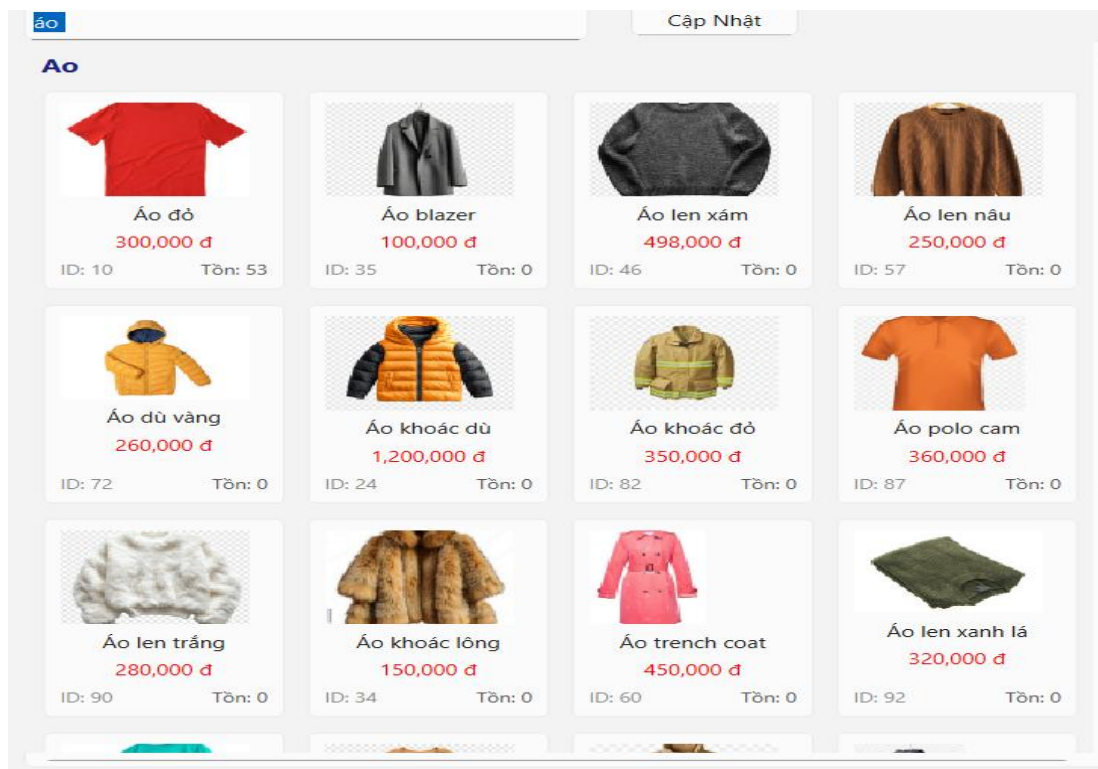 áo
Cập Nhật
Ao
Áo đỏ
300,000 đ
ID: 10 Tồn: 53
Áo blazer
100,000 đ
ID: 35 Tồn: 0
Áo len xám
498,000 đ
ID: 46 Tồn: 0
Áo len nâu
250,000 đ
ID: 57 Tồn: 0
Áo dù vàng
260,000 đ
ID: 72 Tồn: 0
Áo khoác dù
1,200,000 đ
ID: 24 Tồn: 0
Áo khoác đỏ
350,000 đ
ID: 82 Tồn: 0
Áo polo cam
360,000 đ
ID: 87 Tồn: 0
Áo len trắng
280,000 đ
ID: 90 Tồn: 0
Áo khoác lông
150,000 đ
ID: 34 Tồn: 0
Áo trench coat
450,000 đ
ID: 60 Tồn: 0
Áo len xanh lá
320,000 đ
ID: 92 Tồn: 0